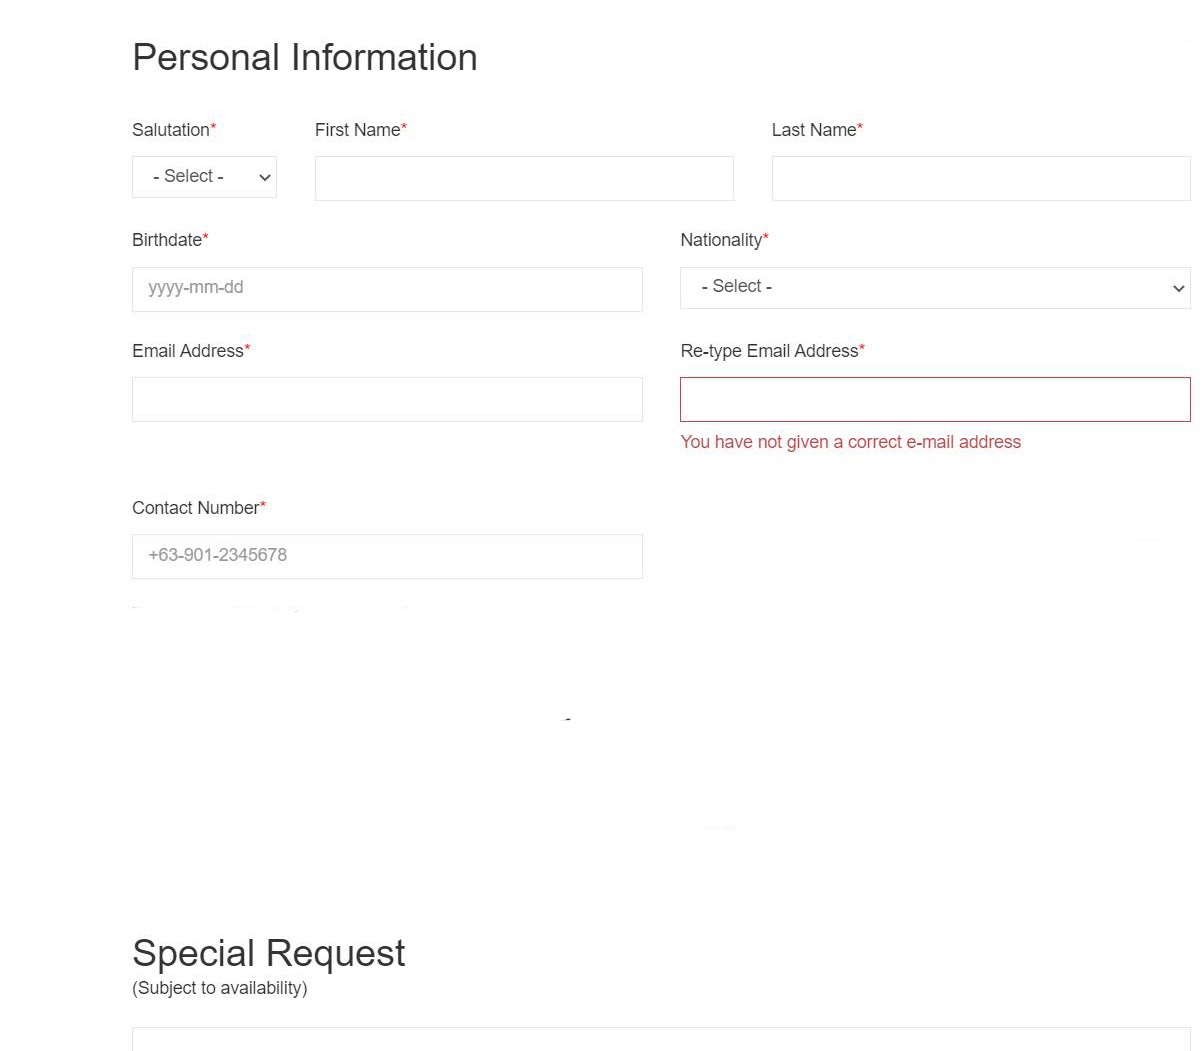 Personal Information
Salutation* First Name* Last Name*
- Select -
Birthdate* Nationality*
yyyy-mm-dd - Select -
Email Address* Re-type Email Address*
You have not given a correct e-mail address
Contact Number*
+63-901-2345678
Special Request
(Subject to availability)